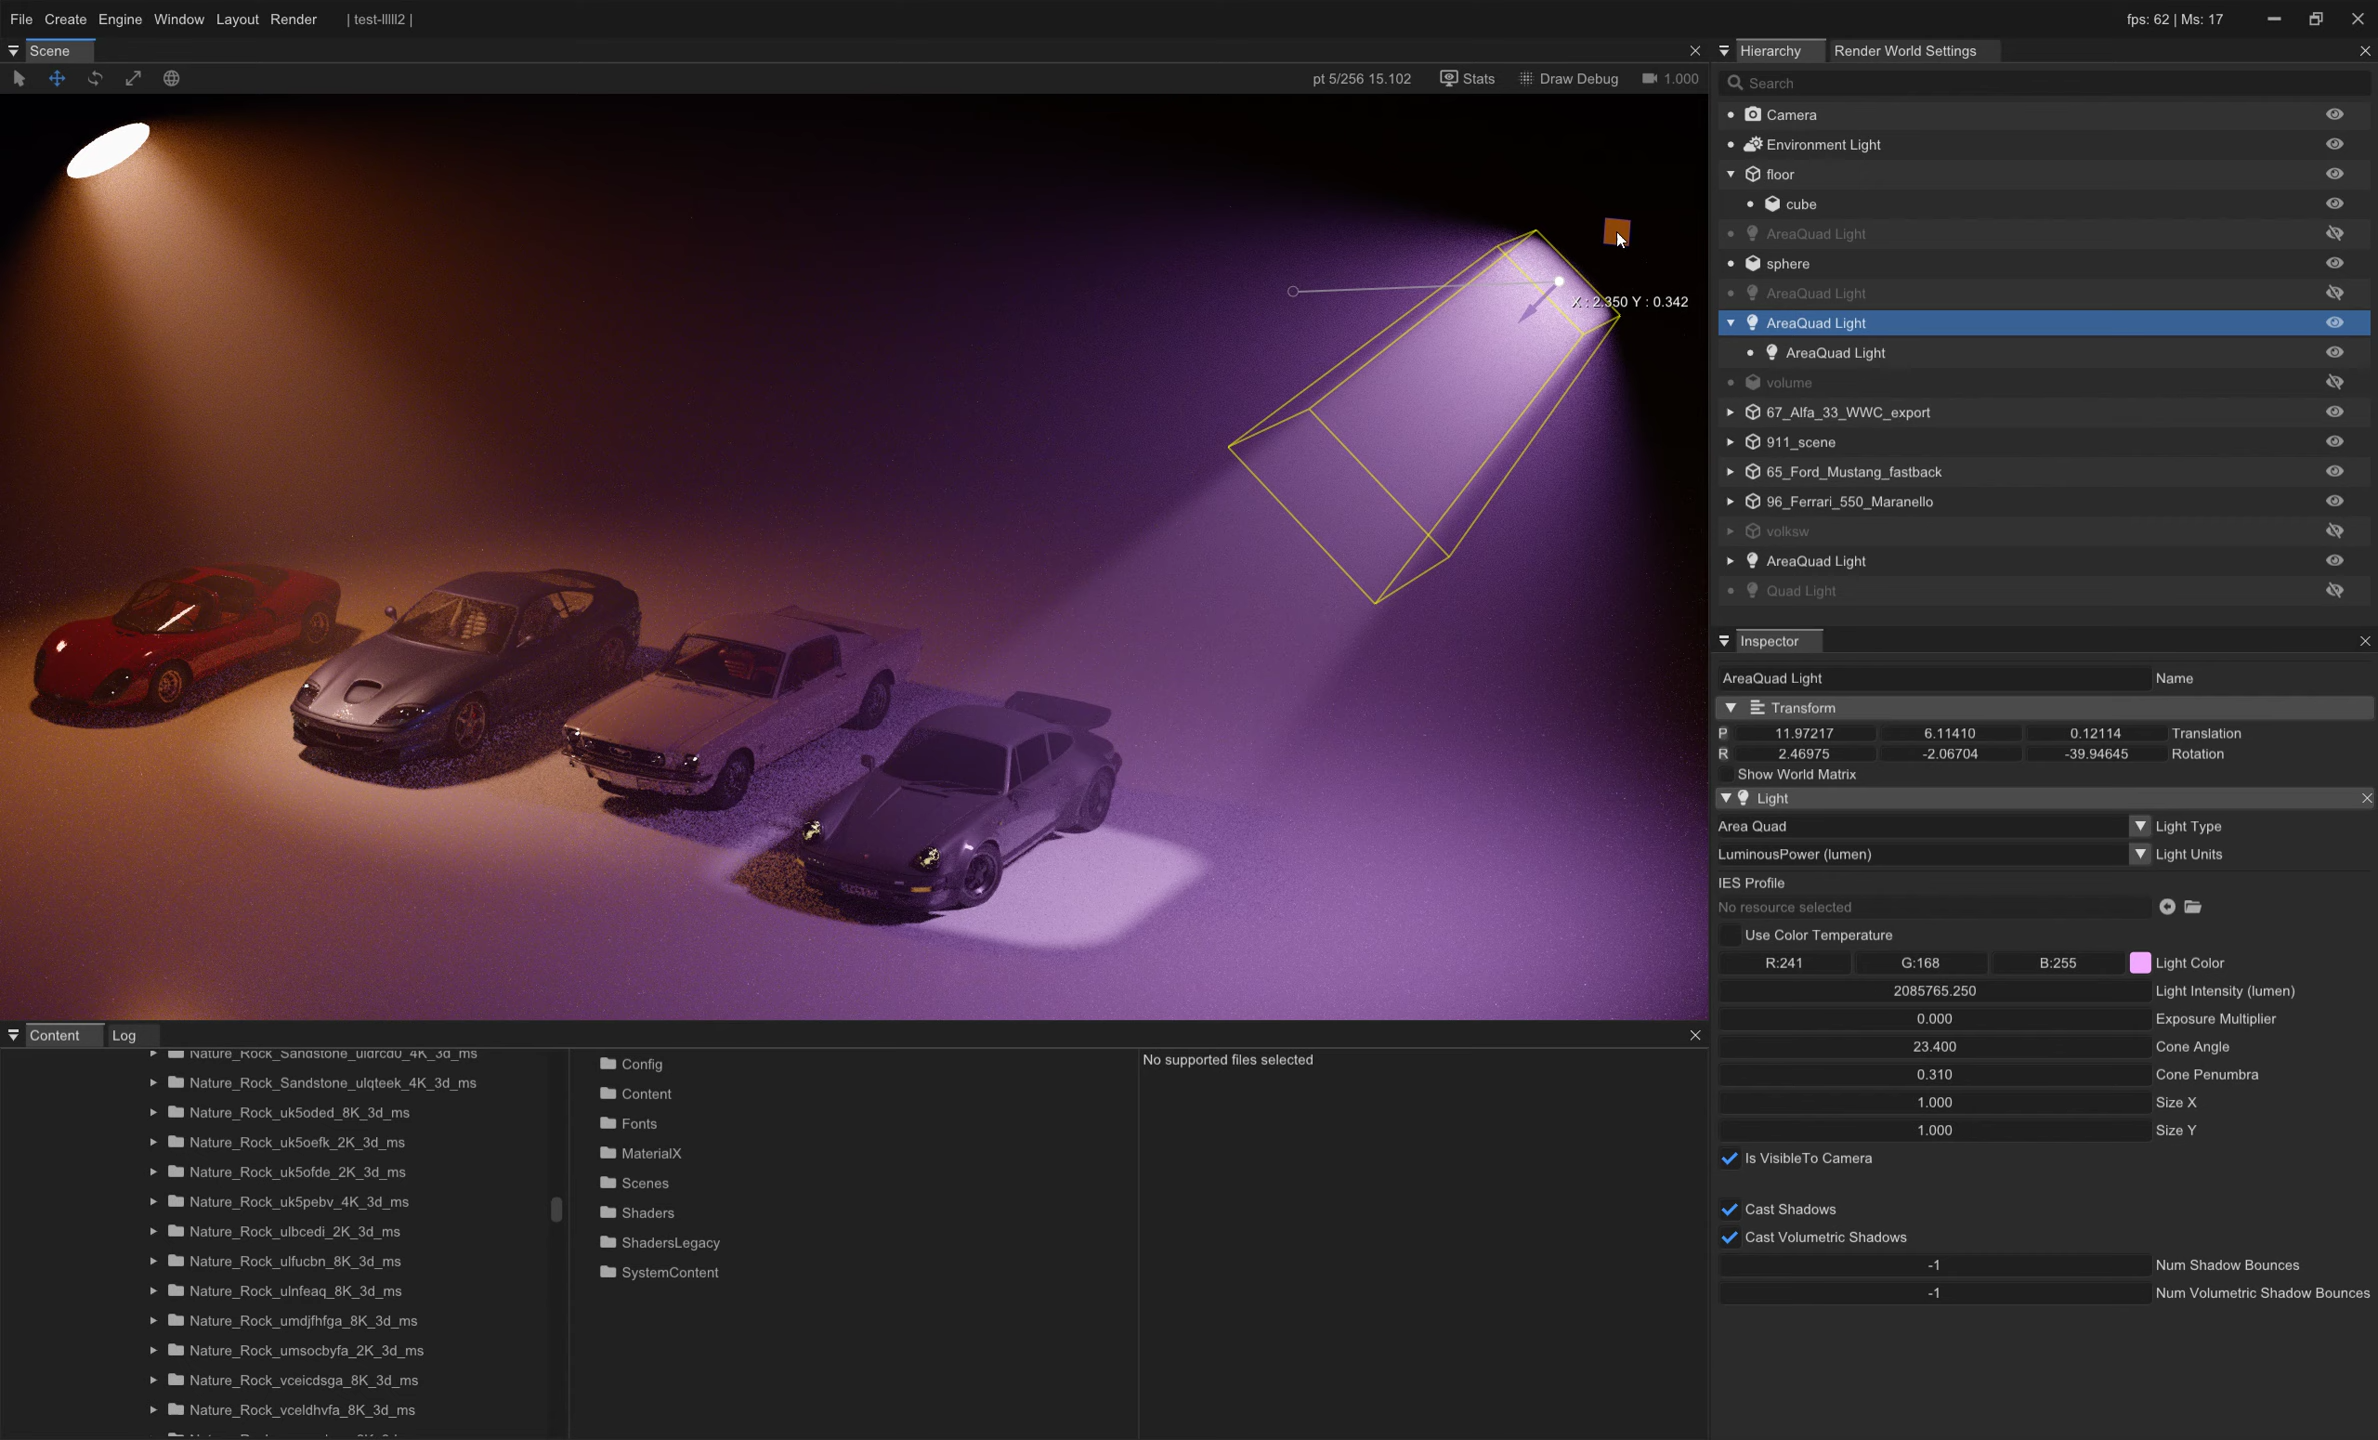 File Create Engine Window Layout Render | test-lllll2 | fps: 62 | Ms: 17
Scene
pt 5/256 15.102 Stats Draw Debug 1.000
X : 2.350 Y : 0.342
Hierarchy Render World Settings
Search
Camera
Environment Light
floor
cube
AreaQuad Light
sphere
AreaQuad Light
AreaQuad Light
AreaQuad Light
volume
67_Alfa_33_WWC_export
911_scene
65_Ford_Mustang_fastback
96_Ferrari_550_Maranello
volksw
AreaQuad Light
Quad Light
Inspector
AreaQuad Light Name
Transform
P 11.97217 6.11410 0.12114 Translation
R 2.46975 -2.06704 -39.94645 Rotation
Show World Matrix
Light
Area Quad Light Type
LuminousPower (lumen) Light Units
IES Profile
No resource selected
Use Color Temperature
R:241 G:168 B:255 Light Color
2085765.250 Light Intensity (lumen)
0.000 Exposure Multiplier
23.400 Cone Angle
0.310 Cone Penumbra
1.000 Size X
1.000 Size Y
Is VisibleTo Camera
Cast Shadows
Cast Volumetric Shadows
-1 Num Shadow Bounces
-1 Num Volumetric Shadow Bounces
Content Log
Nature_Rock_Sandstone_uldrcd0_4K_3d_ms
Nature_Rock_Sandstone_ulqteek_4K_3d_ms
Nature_Rock_uk5oded_8K_3d_ms
Nature_Rock_uk5oefk_2K_3d_ms
Nature_Rock_uk5ofde_2K_3d_ms
Nature_Rock_uk5pebv_4K_3d_ms
Nature_Rock_ulbcedi_2K_3d_ms
Nature_Rock_ulfucbn_8K_3d_ms
Nature_Rock_ulnfeaq_8K_3d_ms
Nature_Rock_umdjfhfga_8K_3d_ms
Nature_Rock_umsocbyfa_2K_3d_ms
Nature_Rock_vceicdsga_8K_3d_ms
Nature_Rock_vceldhvfa_8K_3d_ms
Config
Content
Fonts
MaterialX
Scenes
Shaders
ShadersLegacy
SystemContent
No supported files selected